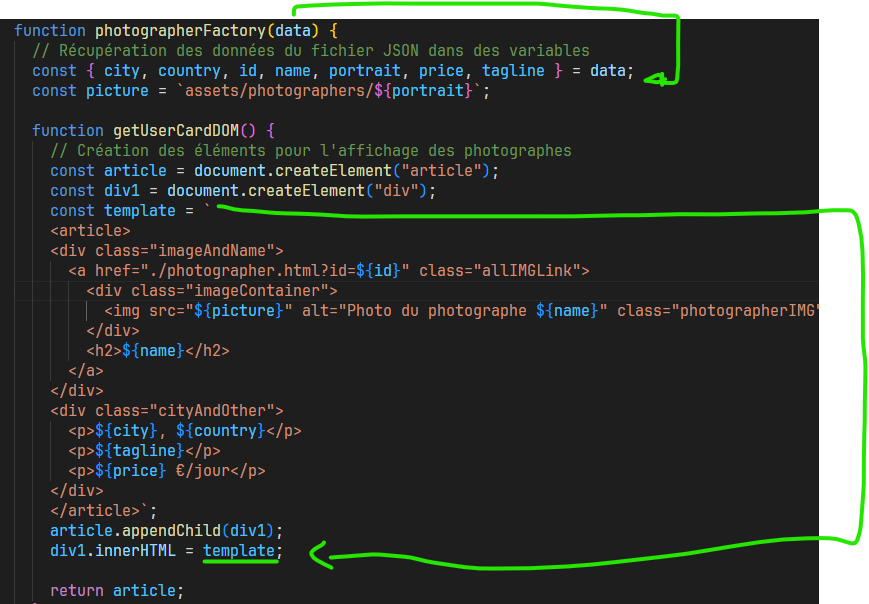 function photographerFactory(data) {
// Récupération des données du fichier JSON dans des variables
const { city, country, id, name, portrait, price, tagline } = data;
const picture = `assets/photographers/${portrait}`;
function getUserCardDOM() {
// Création des éléments pour l'affichage des photographes
const article = document.createElement("article");
const div1 = document.createElement("div");
const template = `
<article>
<div class="imageAndName">
<a href="./photographer.html?id=${id}" class="allIMGLink">
<div class="imageContainer">
<img src="${picture}" alt="Photo du photographe ${name}" class="photographerIMG"
</div>
<h2>${name}</h2>
</a>
</div>
<div class="cityAndOther">
<p>${city}, ${country}</p>
<p>${tagline}</p>
<p>${price} €/jour</p>
</div>
</article>`;
article.appendChild(div1);
div1.innerHTML = template;
return article;